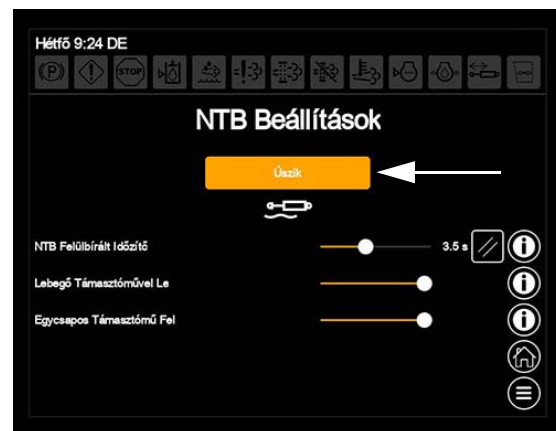 Hétfő 9:24 DE
(P) STOP
NTB Beállítások
Úszik
NTB Felülbírált Időzítő 3.5 s
Lebegő Támasztóművel Le
Egycsapos Támasztómű Fel